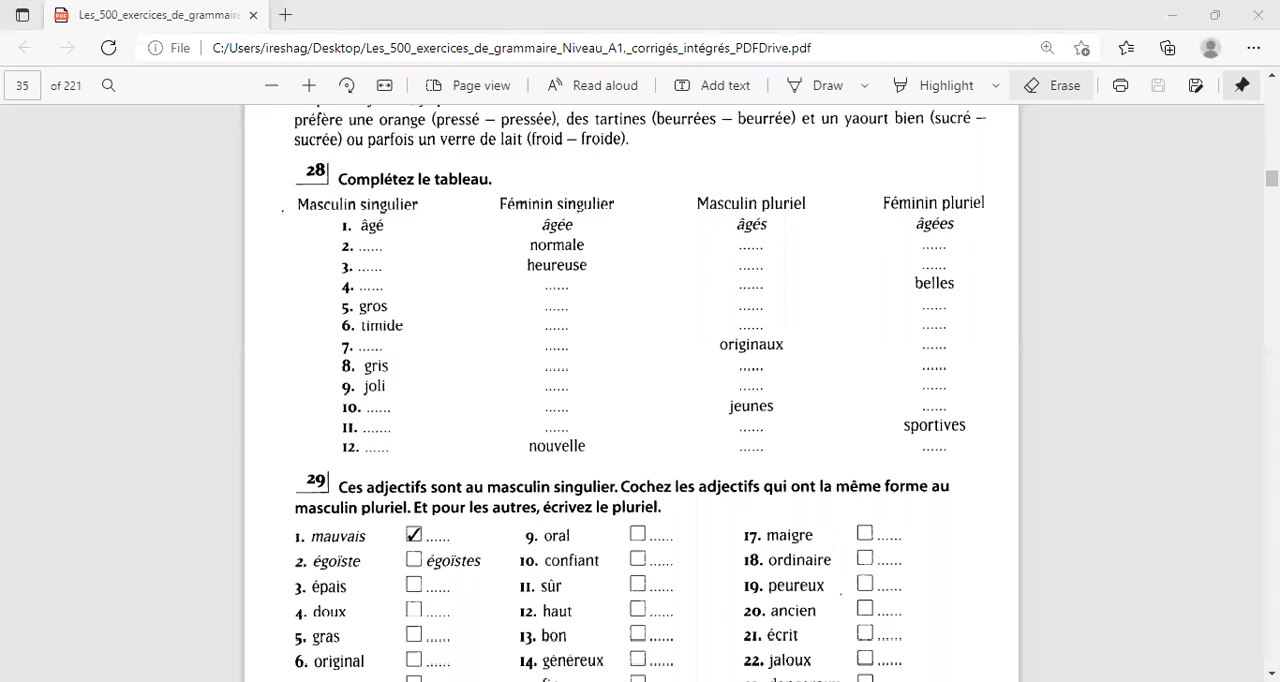 Les_500_exercices_de_grammaire
File C:/Users/ireshag/Desktop/Les_500_exercices_de_grammaire_Niveau_A1,_corrigés_intégrés_PDFDrive.pdf
35 of 221 Page view Read aloud Add text Draw Highlight Erase
préfère une orange (pressé – pressée), des tartines (beurrées – beurrée) et un yaourt bien (sucré –
sucrée) ou parfois un verre de lait (froid – froide).
28 Complétez le tableau.
Masculin singulier Féminin singulier Masculin pluriel Féminin pluriel
1. âgé âgée âgés âgées
2. ...... normale ...... ......
3. ...... heureuse ...... ......
4. ...... ...... ...... belles
5. gros ...... ...... ......
6. timide ...... ...... ......
7. ...... ...... originaux ......
8. gris ...... ...... ......
9. joli ...... ...... ......
10. ...... ...... jeunes ......
11. ....... ...... ...... sportives
12. ...... nouvelle ...... ......
29 Ces adjectifs sont au masculin singulier. Cochez les adjectifs qui ont la même forme au
masculin pluriel. Et pour les autres, écrivez le pluriel.
1. mauvais ✓ ...... 9. oral ...... 17. maigre ......
2. égoïste égoïstes 10. confiant ...... 18. ordinaire ......
3. épais ...... 11. sûr ...... 19. peureux ......
4. doux ...... 12. haut ...... 20. ancien ......
5. gras ...... 13. bon ...... 21. écrit ......
6. original ...... 14. généreux ...... 22. jaloux ......